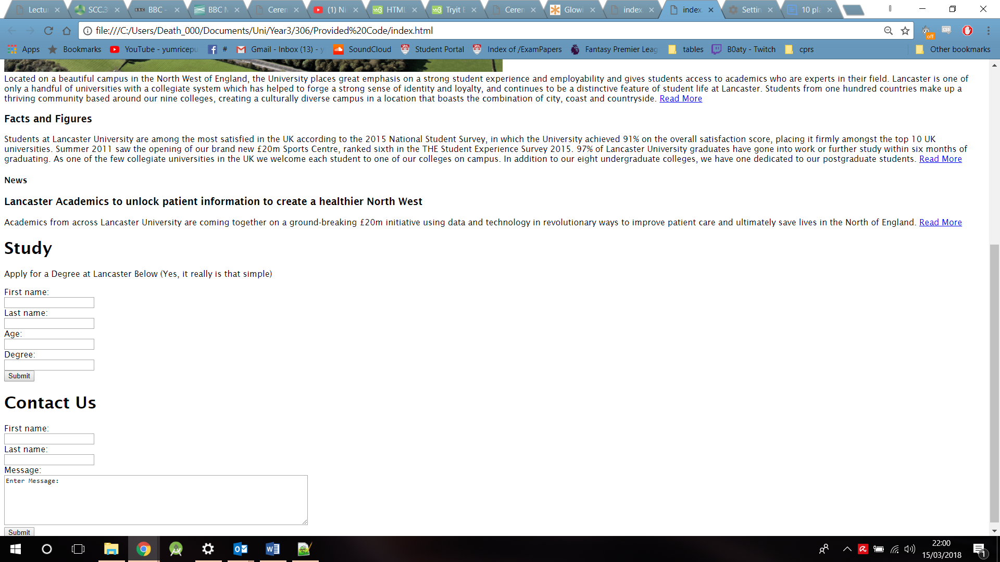 Lectu
SCC.3
BBC -
BBC M
Ceren
(1) Ni
HTML
Tryit E
Ceren
Glowi
index
index.
Settin
10 pla
file:///C:/Users/Death_000/Documents/Uni/Year3/306/Provided%20Code/index.html
off
Apps
Bookmarks
YouTube - yumricepu
#
Gmail - Inbox (13) - y
SoundCloud
Student Portal
Index of /ExamPapers
Fantasy Premier Leag
tables
B0aty - Twitch
cprs
Other bookmarks
Located on a beautiful campus in the North West of England, the University places great emphasis on a strong student experience and employability and gives students access to academics who are experts in their field. Lancaster is one of
only a handful of universities with a collegiate system which has helped to forge a strong sense of identity and loyalty, and continues to be a distinctive feature of student life at Lancaster. Students from one hundred countries make up a
thriving community based around our nine colleges, creating a culturally diverse campus in a location that boasts the combination of city, coast and countryside. Read More
Facts and Figures
Students at Lancaster University are among the most satisfied in the UK according to the 2015 National Student Survey, in which the University achieved 91% on the overall satisfaction score, placing it firmly amongst the top 10 UK
universities. Summer 2011 saw the opening of our brand new £20m Sports Centre, ranked sixth in the THE Student Experience Survey 2015. 97% of Lancaster University graduates have gone into work or further study within six months of
graduating. As one of the few collegiate universities in the UK we welcome each student to one of our colleges on campus. In addition to our eight undergraduate colleges, we have one dedicated to our postgraduate students. Read More
News
Lancaster Academics to unlock patient information to create a healthier North West
Academics from across Lancaster University are coming together on a ground-breaking £20m initiative using data and technology in revolutionary ways to improve patient care and ultimately save lives in the North of England. Read More
Study
Apply for a Degree at Lancaster Below (Yes, it really is that simple)
First name:
Last name:
Age:
Degree:
Submit
Contact Us
First name:
Last name:
Message:
Enter Message:
Submit
22:00
15/03/2018
1